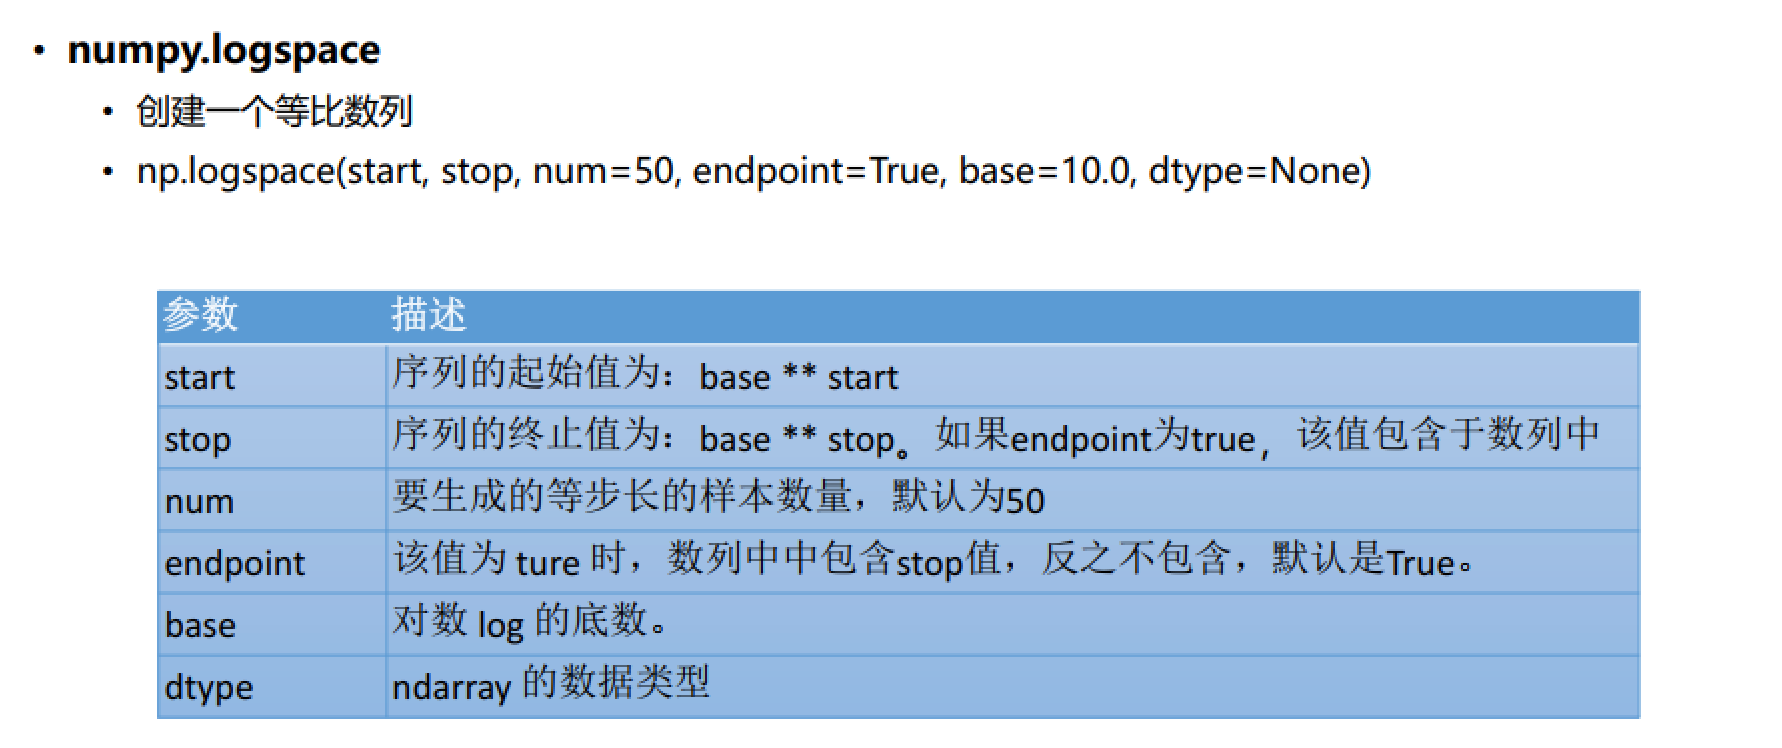 • numpy.logspace
• 创建一个等比数列
• np.logspace(start, stop, num=50, endpoint=True, base=10.0, dtype=None)
参数 描述
start 序列的起始值为：base ** start
stop 序列的终止值为：base ** stop。如果endpoint为true，该值包含于数列中
num 要生成的等步长的样本数量，默认为50
endpoint 该值为 ture 时，数列中中包含stop值，反之不包含，默认是True。
base 对数 log 的底数。
dtype ndarray 的数据类型